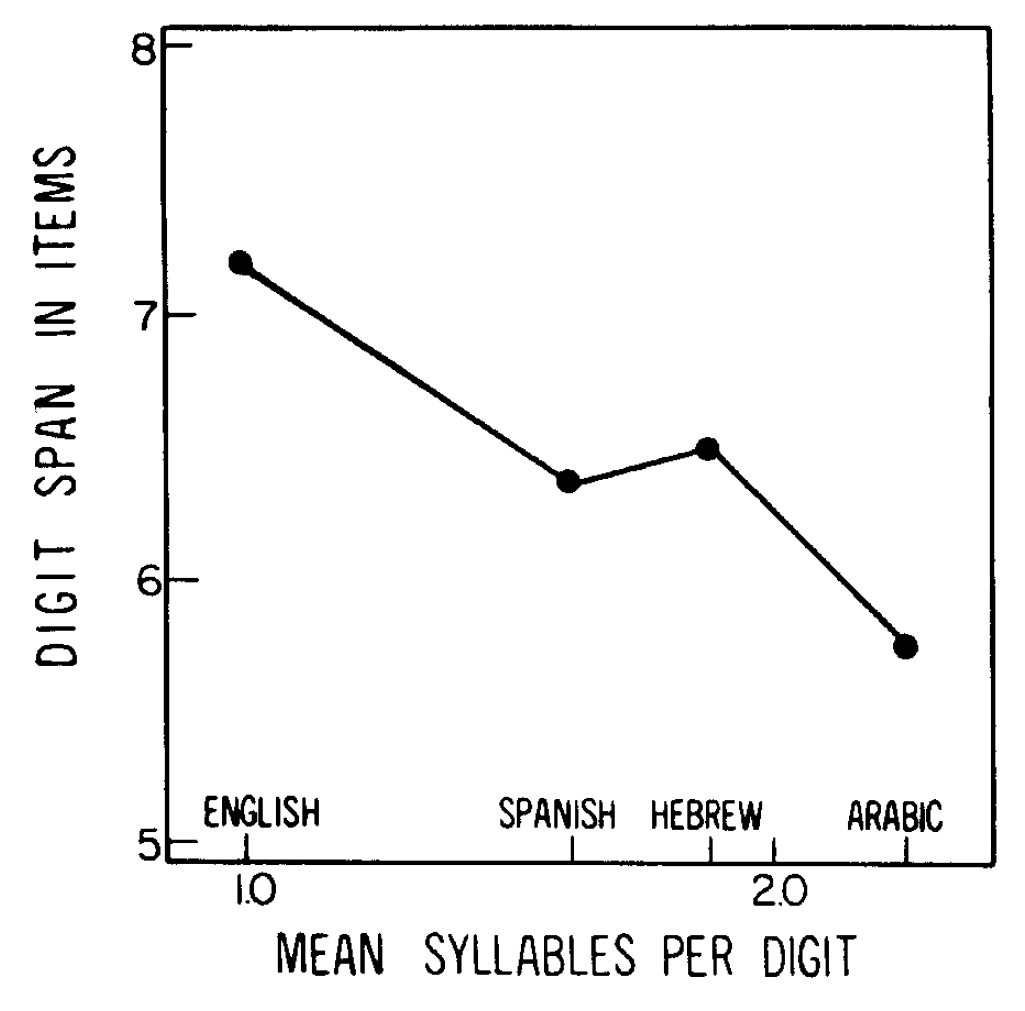 DIGIT SPAN IN ITEMS
8
7
6
5
ENGLISH SPANISH HEBREW ARABIC
1.0 2.0
MEAN SYLLABLES PER DIGIT